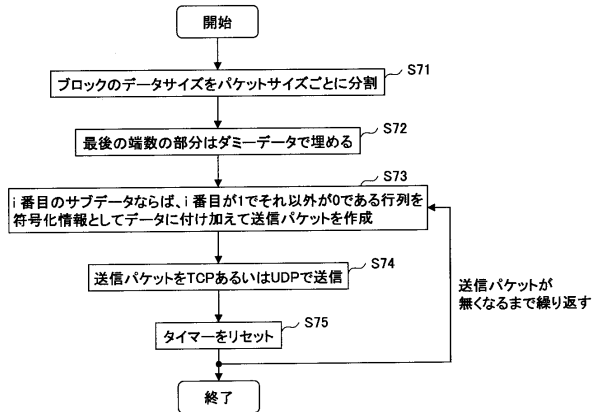 開始
S71
ブロックのデータサイズをパケットサイズごとに分割
S72
最後の端数の部分はダミーデータで埋める
S73
i番目のサブデータならば、i番目が1でそれ以外が0である行列を
符号化情報としてデータに付け加えて送信パケットを作成
S74
送信パケットをTCPあるいはUDPで送信
送信パケットが
無くなるまで繰り返す
S75
タイマーをリセット
終了